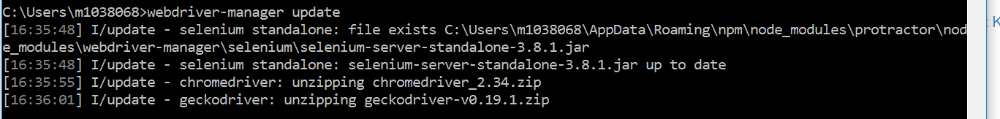 C:\Users\m1038068>webdriver-manager update
[16:35:48] I/update - selenium standalone: file exists C:\Users\m1038068\AppData\Roaming\npm\node_modules\protractor\nod
e_modules\webdriver-manager\selenium\selenium-server-standalone-3.8.1.jar
[16:35:48] I/update - selenium standalone: selenium-server-standalone-3.8.1.jar up to date
[16:35:55] I/update - chromedriver: unzipping chromedriver_2.34.zip
[16:36:01] I/update - geckodriver: unzipping geckodriver-v0.19.1.zip